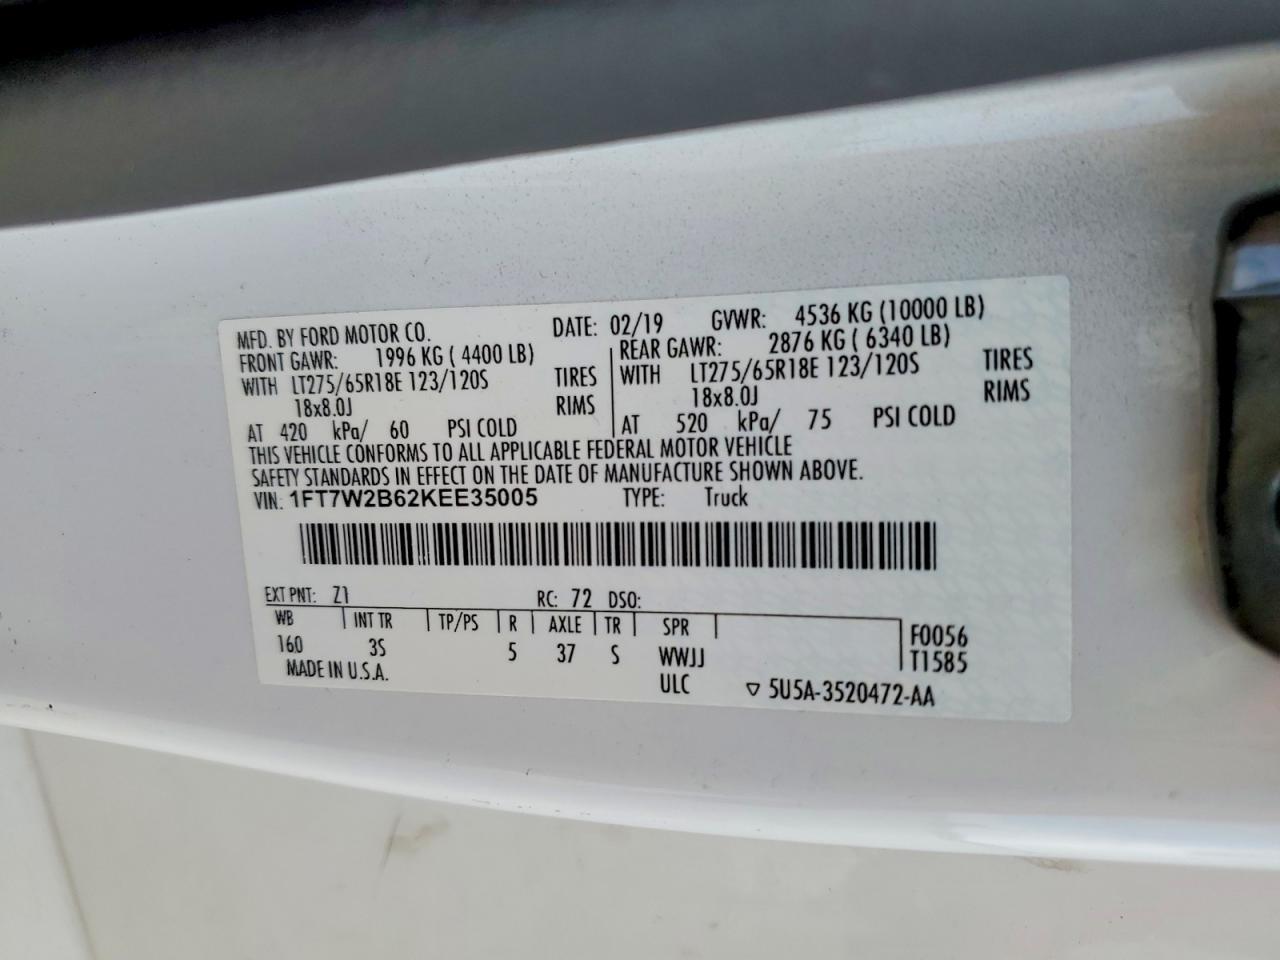 MFD. BY FORD MOTOR CO. DATE: 02/19 GVWR: 4536 KG (10000 LB)
FRONT GAWR: 1996 KG ( 4400 LB) REAR GAWR: 2876 KG ( 6340 LB)
WITH LT275/65R18E 123/120S TIRES WITH LT275/65R18E 123/120S TIRES
18x8.0J RIMS 18x8.0J RIMS
AT 420 kPa/ 60 PSI COLD AT 520 kPa/ 75 PSI COLD
THIS VEHICLE CONFORMS TO ALL APPLICABLE FEDERAL MOTOR VEHICLE
SAFETY STANDARDS IN EFFECT ON THE DATE OF MANUFACTURE SHOWN ABOVE.
VIN: 1FT7W2B62KEE35005 TYPE: Truck
EXT PNT: Z1 RC: 72 DSO:
WB INT TR TP/PS R AXLE TR SPR F0056
160 3S 5 37 S WWJJ T1585
MADE IN U.S.A. ULC ▽ 5U5A-3520472-AA